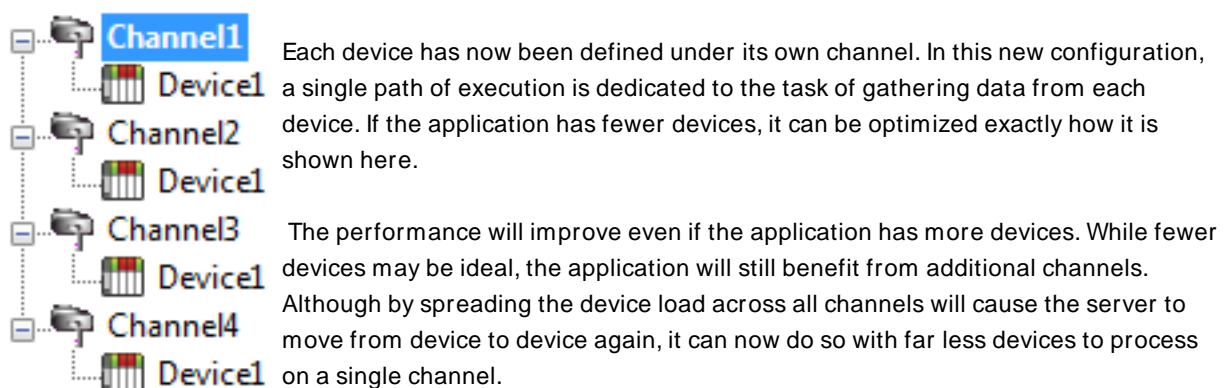 Channel1
Device1
Channel2
Device1
Channel3
Device1
Channel4
Device1
Each device has now been defined under its own channel. In this new configuration,
a single path of execution is dedicated to the task of gathering data from each
device. If the application has fewer devices, it can be optimized exactly how it is
shown here.
The performance will improve even if the application has more devices. While fewer
devices may be ideal, the application will still benefit from additional channels.
Although by spreading the device load across all channels will cause the server to
move from device to device again, it can now do so with far less devices to process
on a single channel.